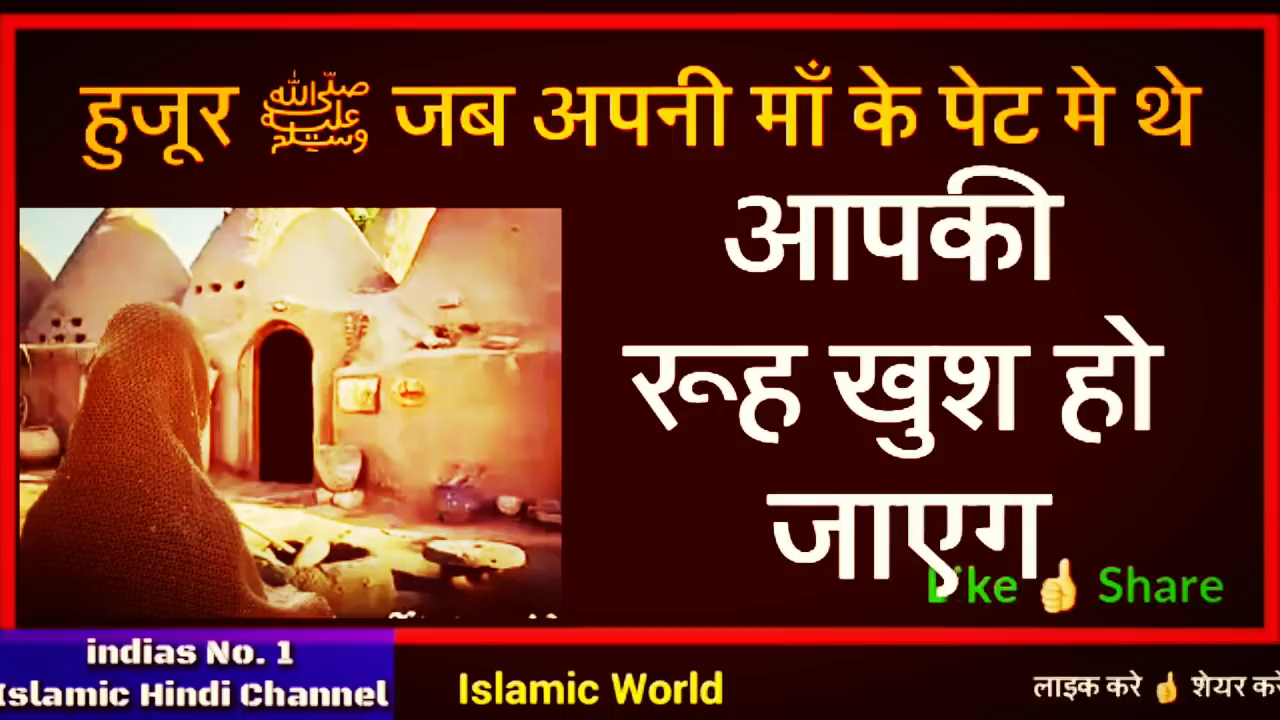 हुजूर ﷺ जब अपनी माँ के पेट मे थे
आपकी
रूह खुश हो
जाएग
Like 👍 Share
indias No. 1
Islamic Hindi Channel
Islamic World
लाइक करे 👍 शेयर करे